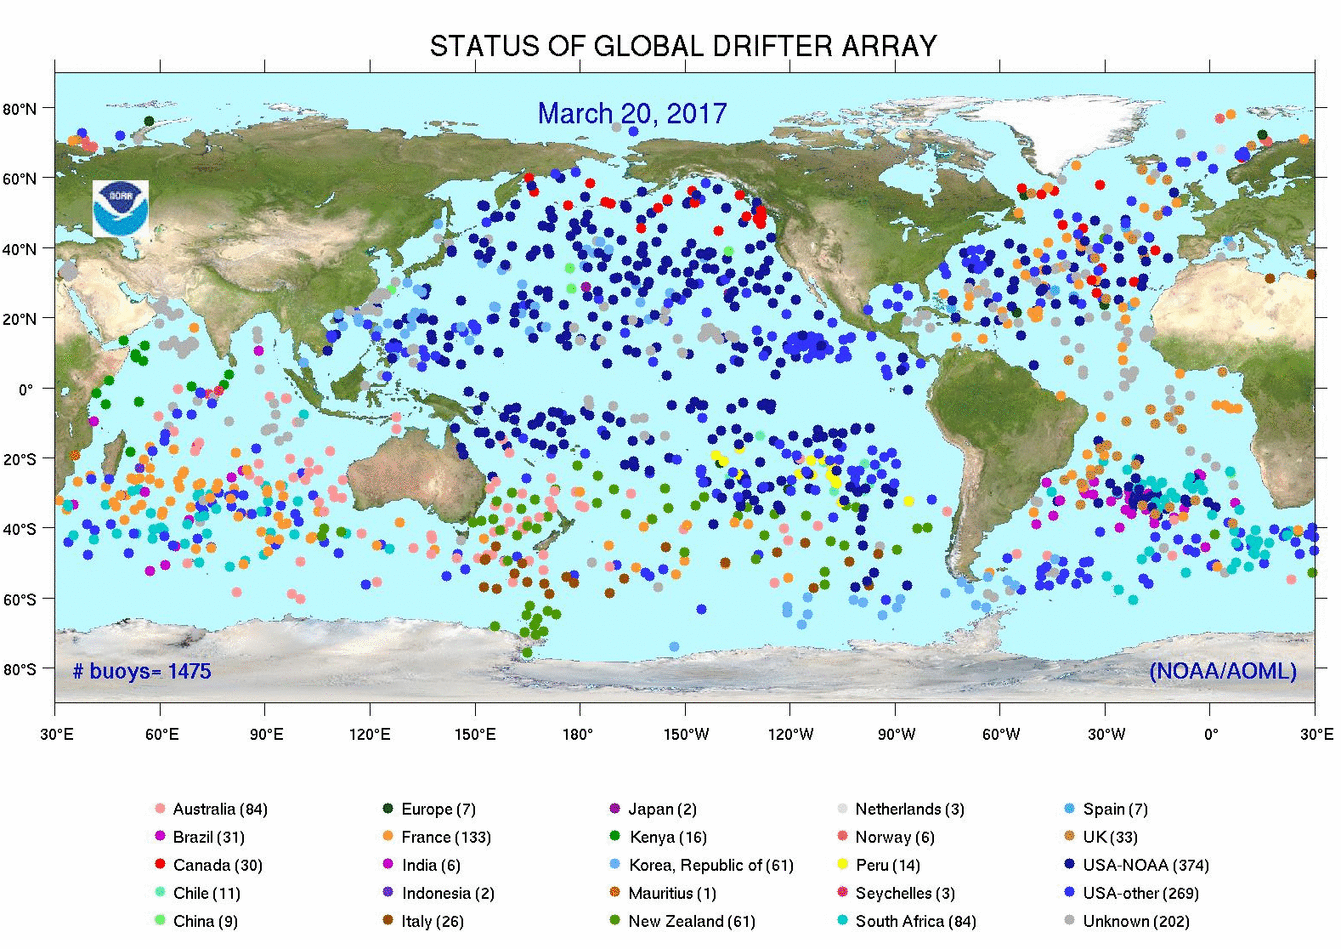 STATUS OF GLOBAL DRIFTER ARRAY
March 20, 2017
80°N
60°N
NOAA
40°N
20°N
0°
20°S
40°S
60°S
80°S
# buoys= 1475
(NOAA/AOML)
30°E 60°E 90°E 120°E 150°E 180° 150°W 120°W 90°W 60°W 30°W 0° 30°E
Australia (84) Europe (7) Japan (2) Netherlands (3) Spain (7)
Brazil (31) France (133) Kenya (16) Norway (6) UK (33)
Canada (30) India (6) Korea, Republic of (61) Peru (14) USA-NOAA (374)
Chile (11) Indonesia (2) Mauritius (1) Seychelles (3) USA-other (269)
China (9) Italy (26) New Zealand (61) South Africa (84) Unknown (202)